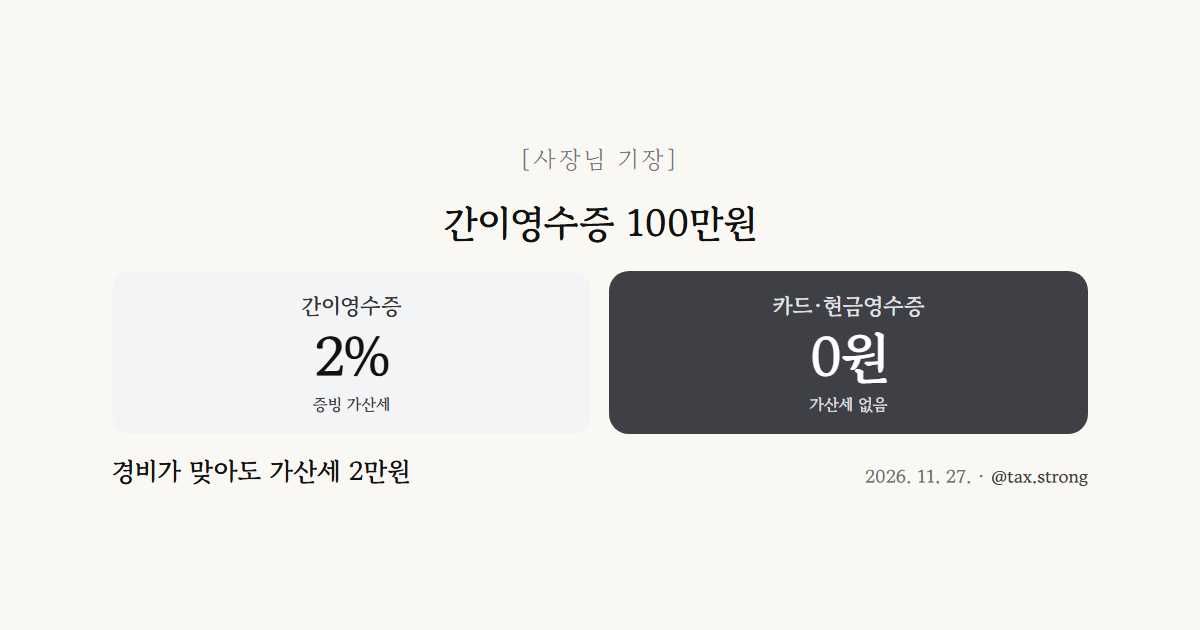 [사장님 기장]
간이영수증 100만원
간이영수증
2%
증빙 가산세
카드·현금영수증
0원
가산세 없음
경비가 맞아도 가산세 2만원
2026. 11. 27. · @tax.strong